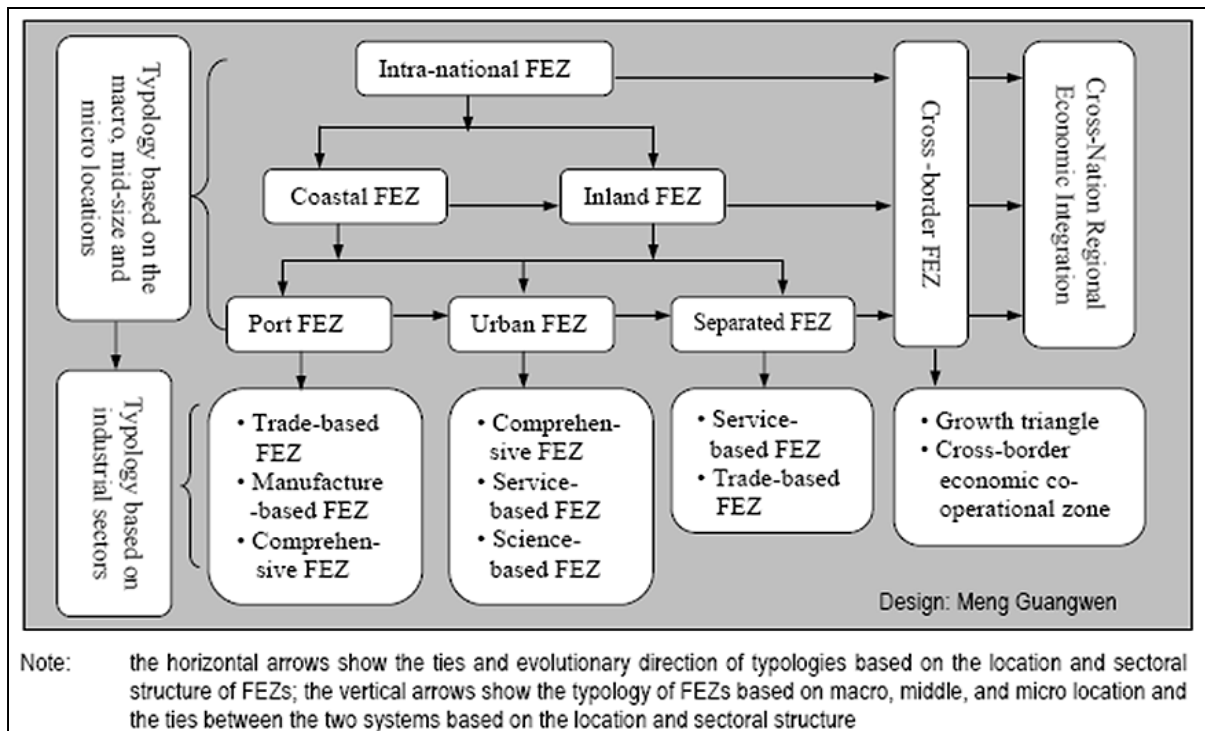 Typology based on the
macro, mid-size and
micro locations
Intra-national FEZ
Coastal FEZ
Inland FEZ
Port FEZ
Urban FEZ
Separated FEZ
Cross -border FEZ
Cross-Nation Regional
Economic Integration
Typology based on
industrial sectors
• Trade-based
FEZ
• Manufacture
-based FEZ
• Comprehen-
sive FEZ
• Comprehen-
sive FEZ
• Service-
based FEZ
• Science-
based FEZ
• Service-
based FEZ
• Trade-based
FEZ
• Growth triangle
• Cross-border
economic co-
operational zone
Design: Meng Guangwen
Note: the horizontal arrows show the ties and evolutionary direction of typologies based on the location and sectoral
structure of FEZs; the vertical arrows show the typology of FEZs based on macro, middle, and micro location and
the ties between the two systems based on the location and sectoral structure